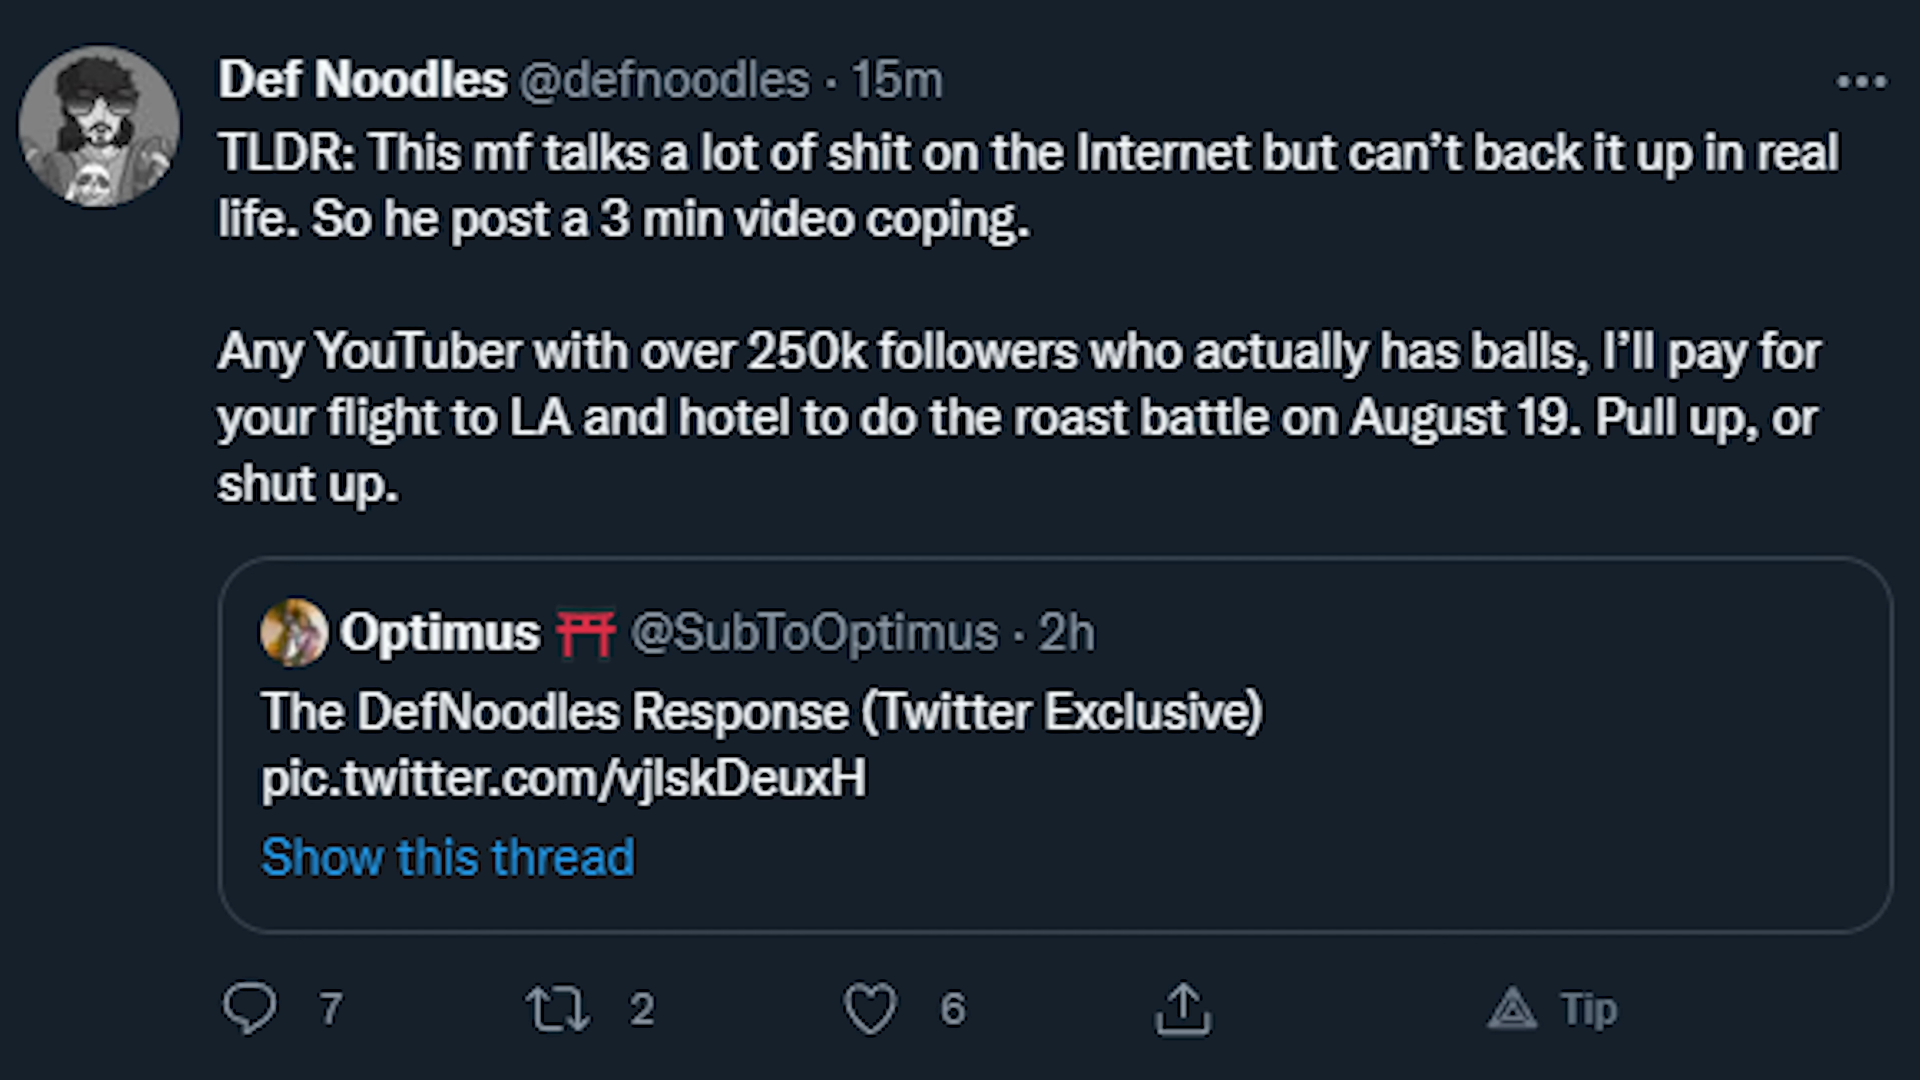 Def Noodles @defnoodles · 15m
TLDR: This mf talks a lot of shit on the Internet but can’t back it up in real
life. So he post a 3 min video coping.
Any YouTuber with over 250k followers who actually has balls, I’ll pay for
your flight to LA and hotel to do the roast battle on August 19. Pull up, or
shut up.
Optimus ⛩ @SubToOptimus · 2h
The DefNoodles Response (Twitter Exclusive)
pic.twitter.com/vjlskDeuxH
Show this thread
7 2 6 Tip